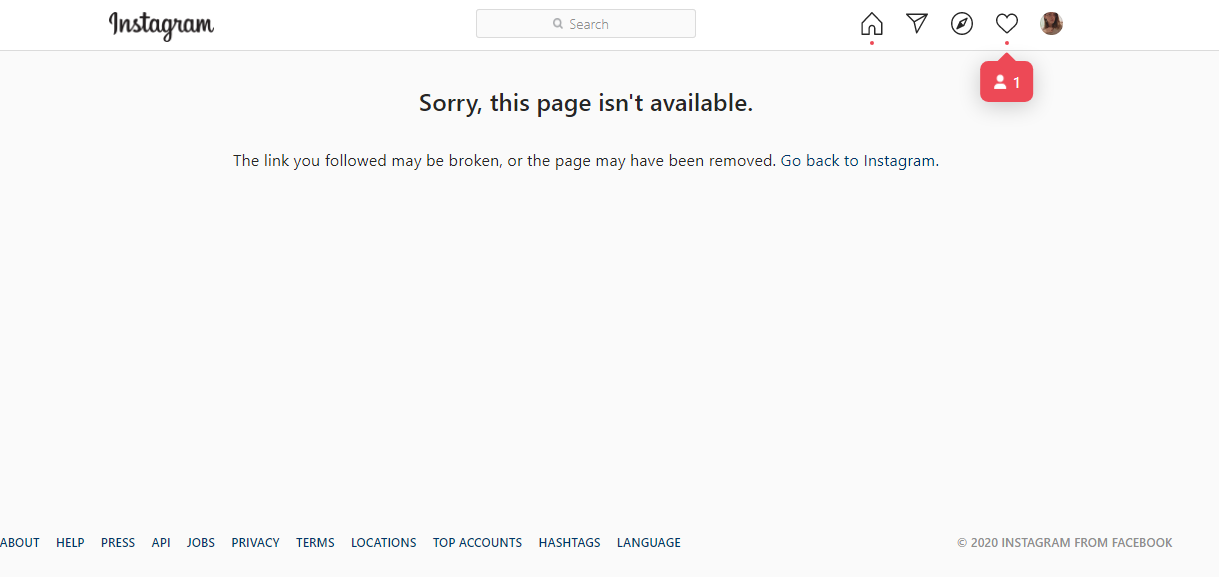 Instagram
Search
1
Sorry, this page isn't available.
The link you followed may be broken, or the page may have been removed. Go back to Instagram.
ABOUT HELP PRESS API JOBS PRIVACY TERMS LOCATIONS TOP ACCOUNTS HASHTAGS LANGUAGE © 2020 INSTAGRAM FROM FACEBOOK